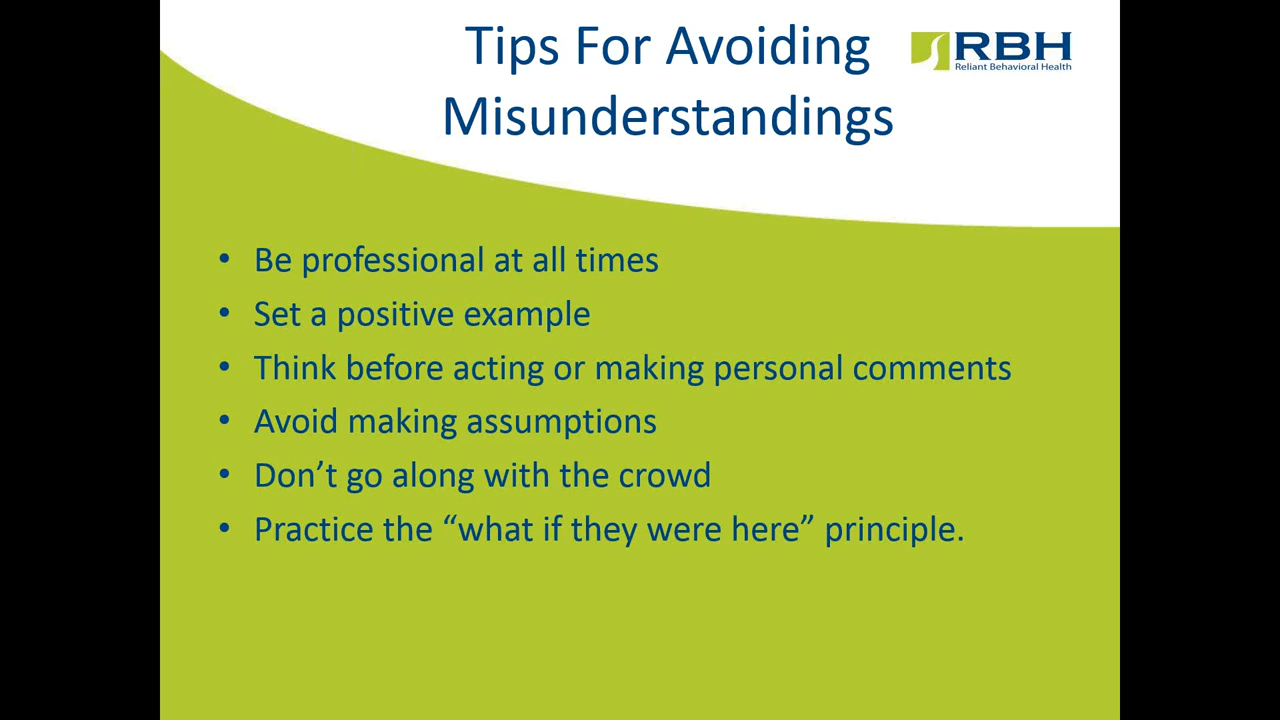 Tips For Avoiding
Misunderstandings
RBH
Reliant Behavioral Health
• Be professional at all times
• Set a positive example
• Think before acting or making personal comments
• Avoid making assumptions
• Don’t go along with the crowd
• Practice the “what if they were here” principle.